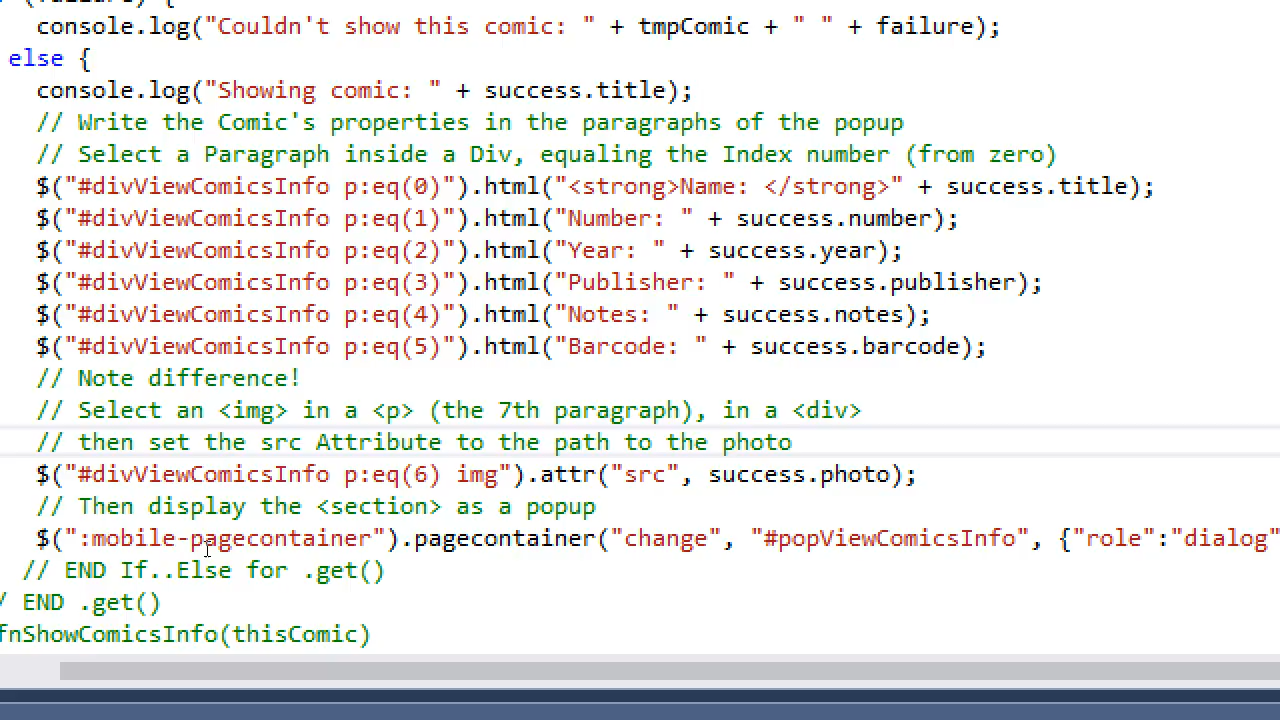 (failure) {
console.log("Couldn't show this comic: " + tmpComic + " " + failure);
else {
console.log("Showing comic: " + success.title);
// Write the Comic's properties in the paragraphs of the popup
// Select a Paragraph inside a Div, equaling the Index number (from zero)
$("#divViewComicsInfo p:eq(0)").html("<strong>Name: </strong>" + success.title);
$("#divViewComicsInfo p:eq(1)").html("Number: " + success.number);
$("#divViewComicsInfo p:eq(2)").html("Year: " + success.year);
$("#divViewComicsInfo p:eq(3)").html("Publisher: " + success.publisher);
$("#divViewComicsInfo p:eq(4)").html("Notes: " + success.notes);
$("#divViewComicsInfo p:eq(5)").html("Barcode: " + success.barcode);
// Note difference!
// Select an <img> in a <p> (the 7th paragraph), in a <div>
// then set the src Attribute to the path to the photo
$("#divViewComicsInfo p:eq(6) img").attr("src", success.photo);
// Then display the <section> as a popup
$(":mobile-pagecontainer").pagecontainer("change", "#popViewComicsInfo", {"role":"dialog"
// END If..Else for .get()
/ END .get()
fnShowComicsInfo(thisComic)